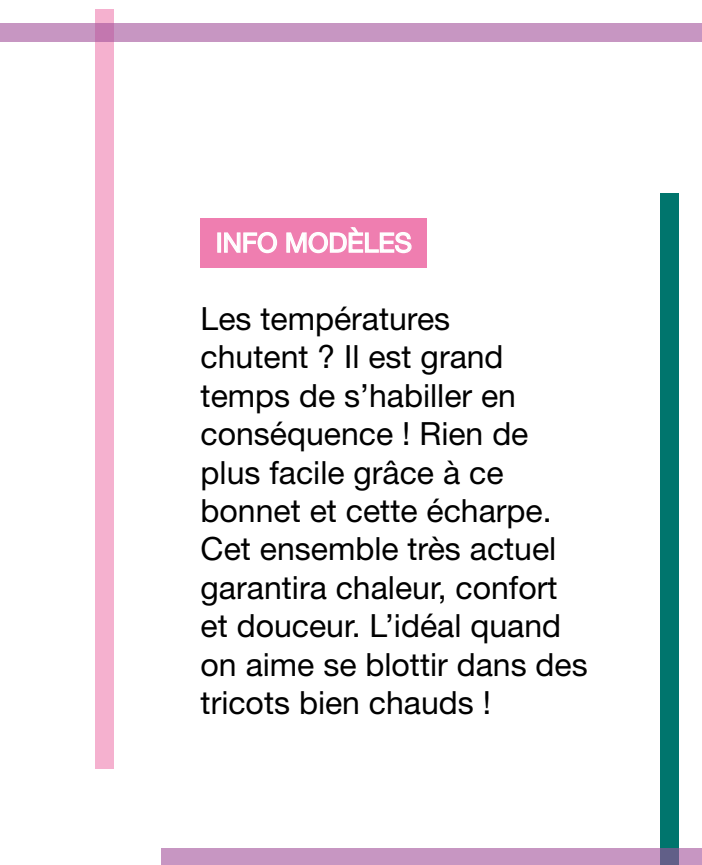 INFO MODÈLES
Les températures
chutent ? Il est grand
temps de s’habiller en
conséquence ! Rien de
plus facile grâce à ce
bonnet et cette écharpe.
Cet ensemble très actuel
garantira chaleur, confort
et douceur. L’idéal quand
on aime se blottir dans des
tricots bien chauds !